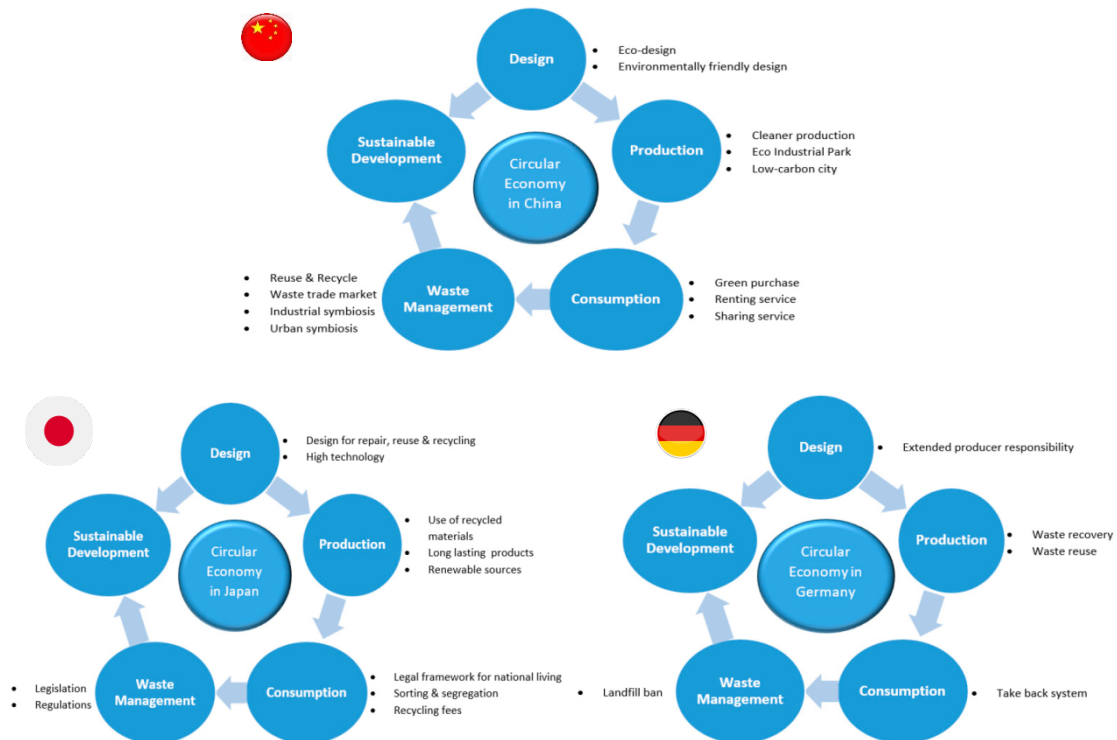 Design
• Eco-design
• Environmentally friendly design
Sustainable
Development
Circular
Economy
in China
Production
• Cleaner production
• Eco Industrial Park
• Low-carbon city
• Reuse & Recycle
• Waste trade market
• Industrial symbiosis
• Urban symbiosis
Waste
Management
Consumption
• Green purchase
• Renting service
• Sharing service
Design
• Design for repair, reuse & recycling
• High technology
Sustainable
Development
Circular
Economy
in Japan
Production
• Use of recycled
materials
• Long lasting products
• Renewable sources
• Legislation
• Regulations
Waste
Management
Consumption
• Legal framework for national living
• Sorting & segregation
• Recycling fees
Design
• Extended producer responsibility
Sustainable
Development
Circular
Economy in
Germany
Production
• Waste recovery
• Waste reuse
• Landfill ban
Waste
Management
Consumption
• Take back system